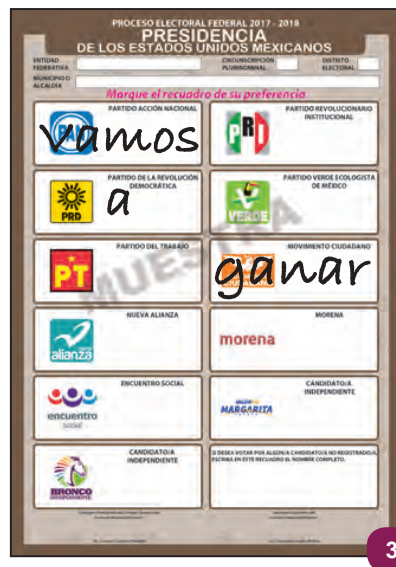 PROCESO ELECTORAL FEDERAL 2017 - 2018
PRESIDENCIA
DE LOS ESTADOS UNIDOS MEXICANOS
ENTIDAD FEDERATIVA
CIRCUNSCRIPCIÓN PLURINOMINAL
DISTRITO ELECTORAL
MUNICIPIO O ALCALDÍA
Marque el recuadro de su preferencia
PARTIDO ACCIÓN NACIONAL
PAN
vamos
PARTIDO REVOLUCIONARIO INSTITUCIONAL
PRI
PARTIDO DE LA REVOLUCIÓN DEMOCRÁTICA
PRD
a
PARTIDO VERDE ECOLOGISTA DE MÉXICO
VERDE
MUESTRA
PARTIDO DEL TRABAJO
PT
MOVIMIENTO CIUDADANO
ganar
NUEVA ALIANZA
alianza
MORENA
morena
ENCUENTRO SOCIAL
encuentro
social
CANDIDATO/A INDEPENDIENTE
MARGARITA
CANDIDATO/A INDEPENDIENTE
BRONCO
INDEPENDIENTE
SI DESEA VOTAR POR ALGÚN/A CANDIDATO/A NO REGISTRADO/A,
ESCRIBA EN ESTE RECUADRO EL NOMBRE COMPLETO.
3